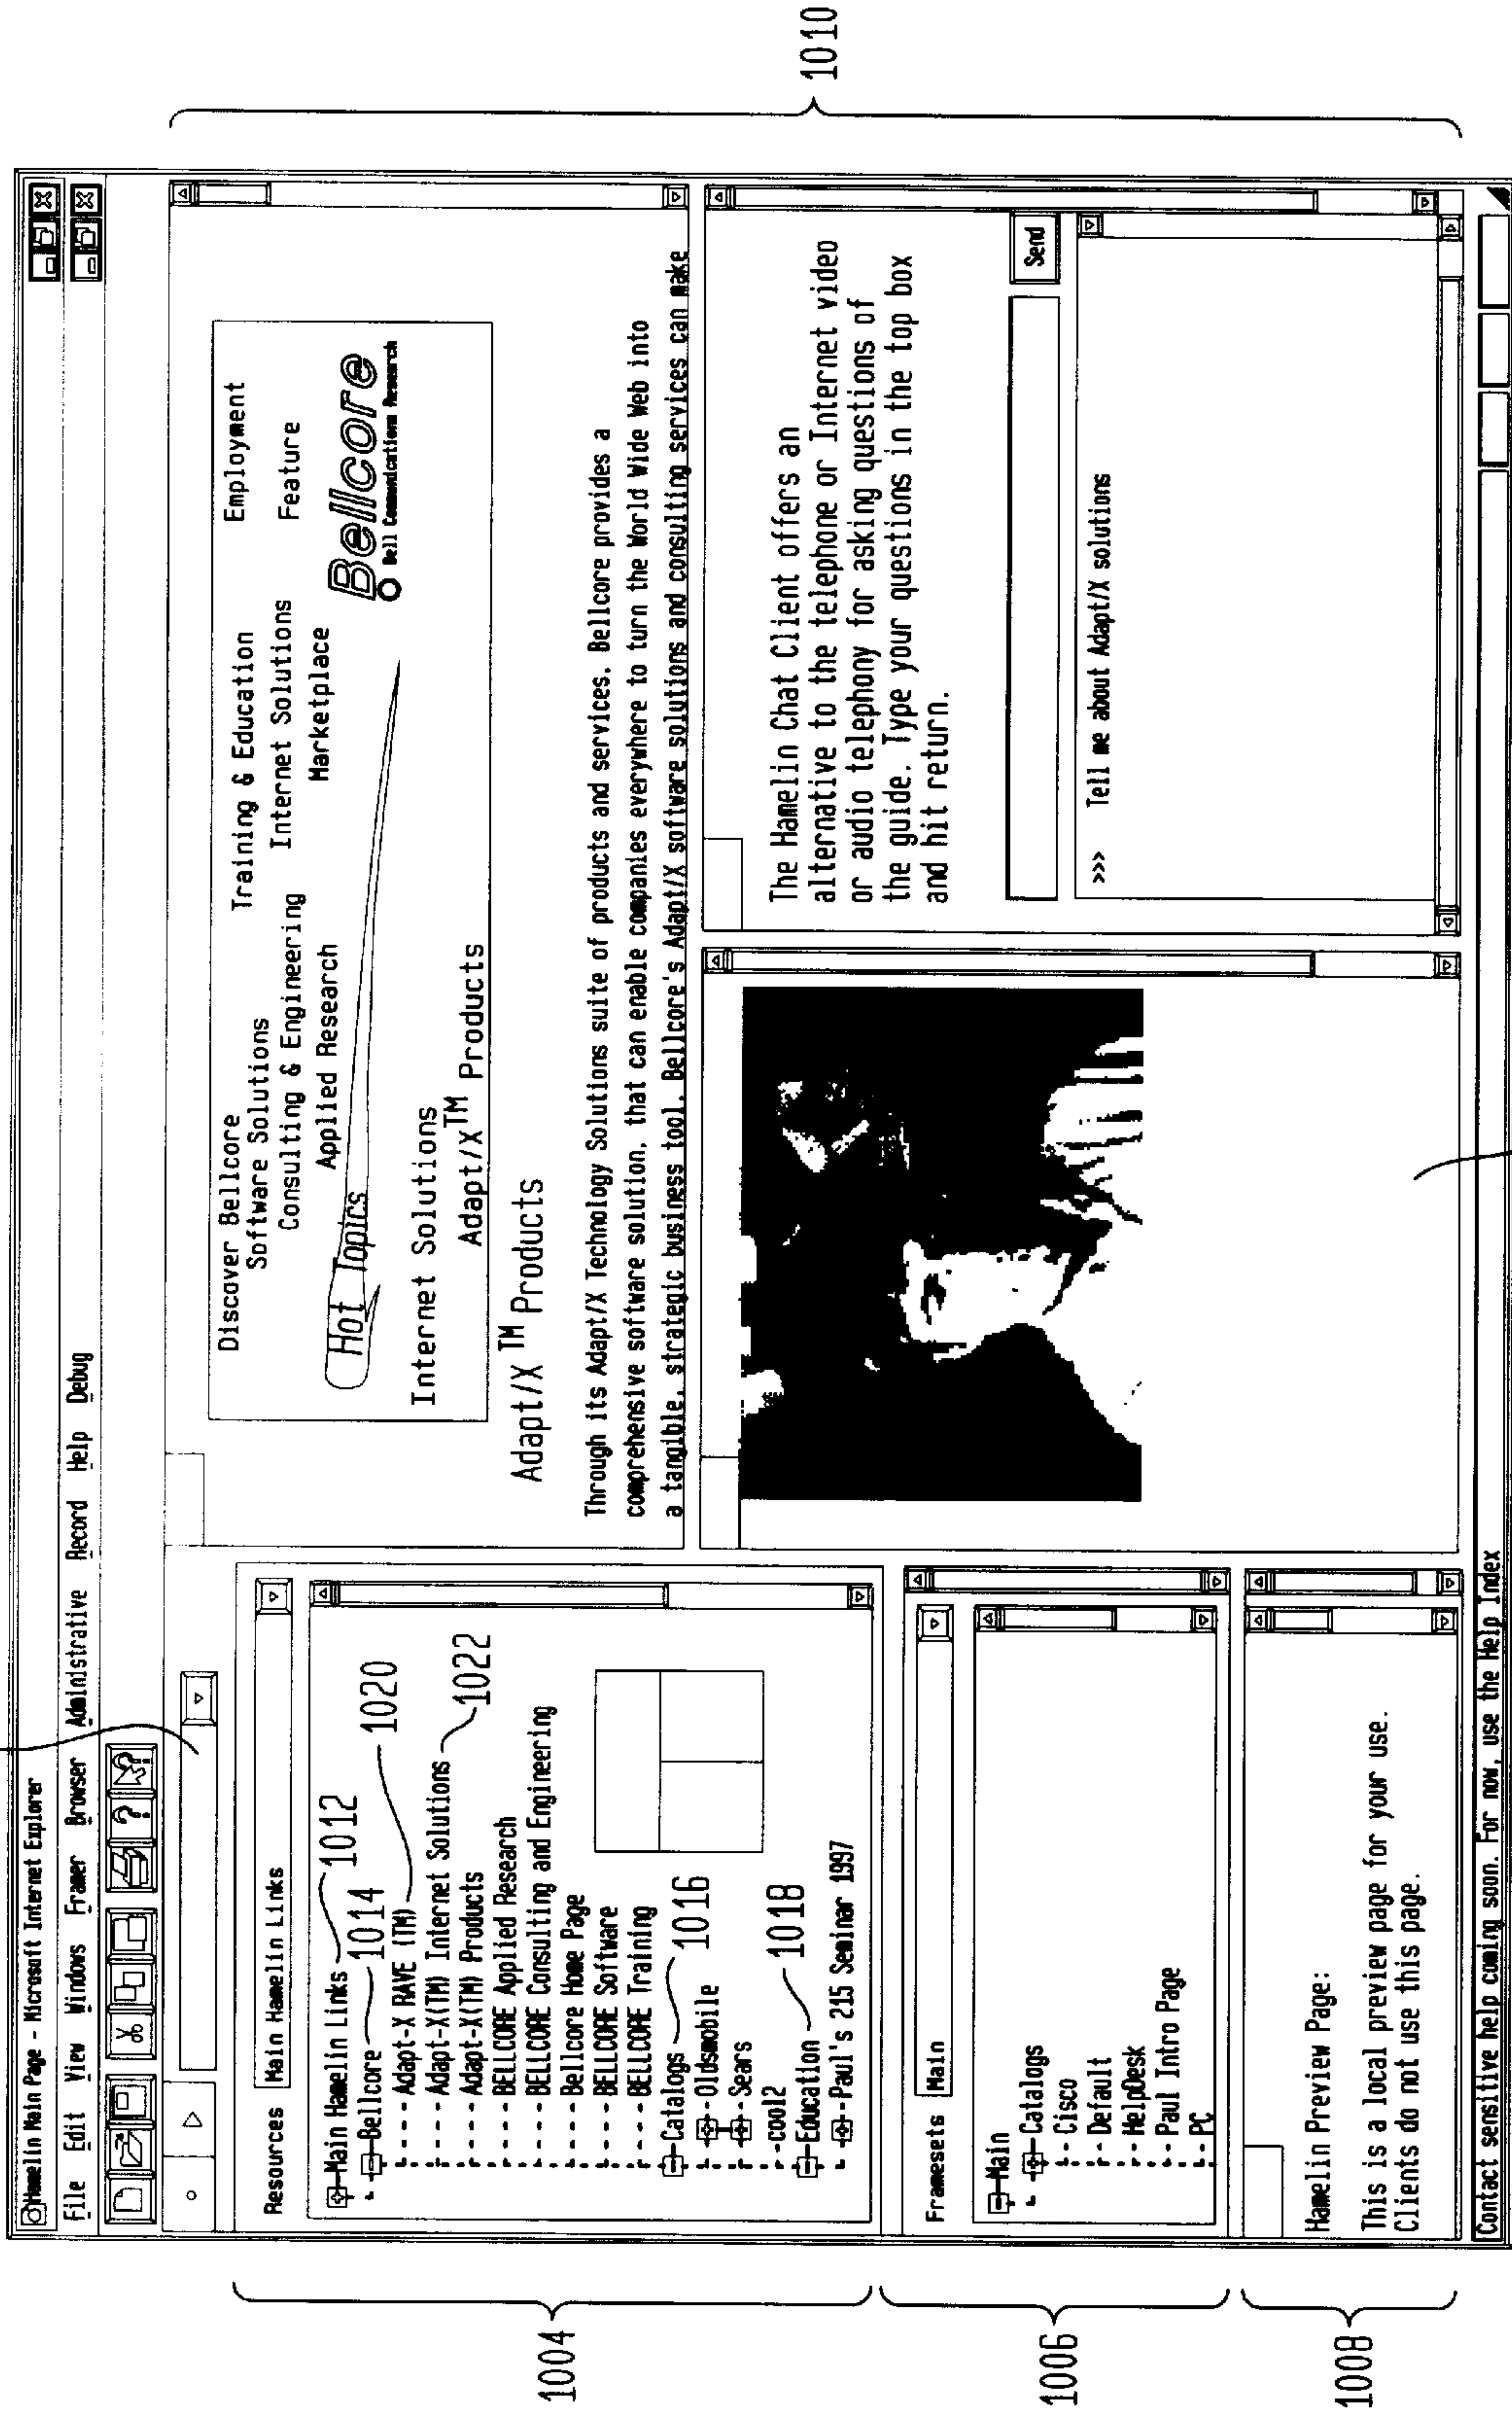 Hamelin Main Page - Microsoft Internet Explorer
File Edit View Windows Framer Browser Administrative Record Help Debug
Resources Main Hamelin Links
Main Hamelin Links 1012
Bellcore 1014
Adapt-X RAVE (TM) 1020
Adapt-X(TM) Internet Solutions 1022
Adapt-X(TM) Products
BELLCORE Applied Research
BELLCORE Consulting and Engineering
Bellcore Home Page
BELLCORE Software
BELLCORE Training
Catalogs 1016
Oldsmobile
Sears
cool2
Education 1018
Paul's 215 Seminar 1997
1004
Framesets Main
Main
Catalogs
Cisco
Default
HelpDesk
Paul Intro Page
PC
1006
Hamelin Preview Page:
This is a local preview page for your use.
Clients do not use this page.
1008
Discover Bellcore Training & Education Employment
Software Solutions Internet Solutions Feature
Consulting & Engineering Marketplace
Applied Research
Hot Topics
Bellcore
Bell Communications Research
Internet Solutions
Adapt/X™ Products
Adapt/X™ Products
Through its Adapt/X Technology Solutions suite of products and services, Bellcore provides a
comprehensive software solution, that can enable companies everywhere to turn the World Wide Web into
a tangible, strategic business tool. Bellcore's Adapt/X software solutions and consulting services can make
The Hamelin Chat Client offers an
alternative to the telephone or Internet video
or audio telephony for asking questions of
the guide. Type your questions in the top box
and hit return.
Send
>>> Tell me about Adapt/X solutions
1010
Contact sensitive help coming soon. For now, use the Help Index